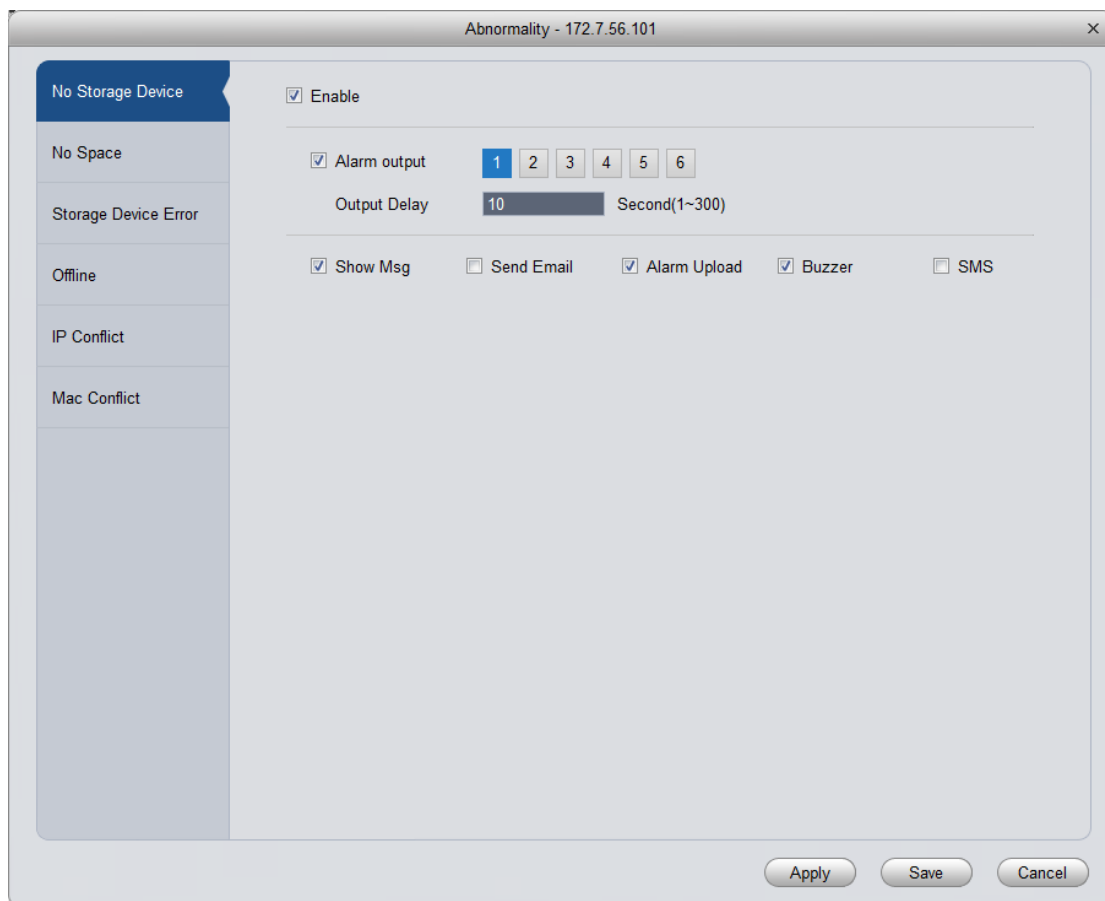 Abnormality - 172.7.56.101
No Storage Device
No Space
Storage Device Error
Offline
IP Conflict
Mac Conflict
Enable
Alarm output 1 2 3 4 5 6
Output Delay 10 Second(1~300)
Show Msg Send Email Alarm Upload Buzzer SMS
Apply Save Cancel